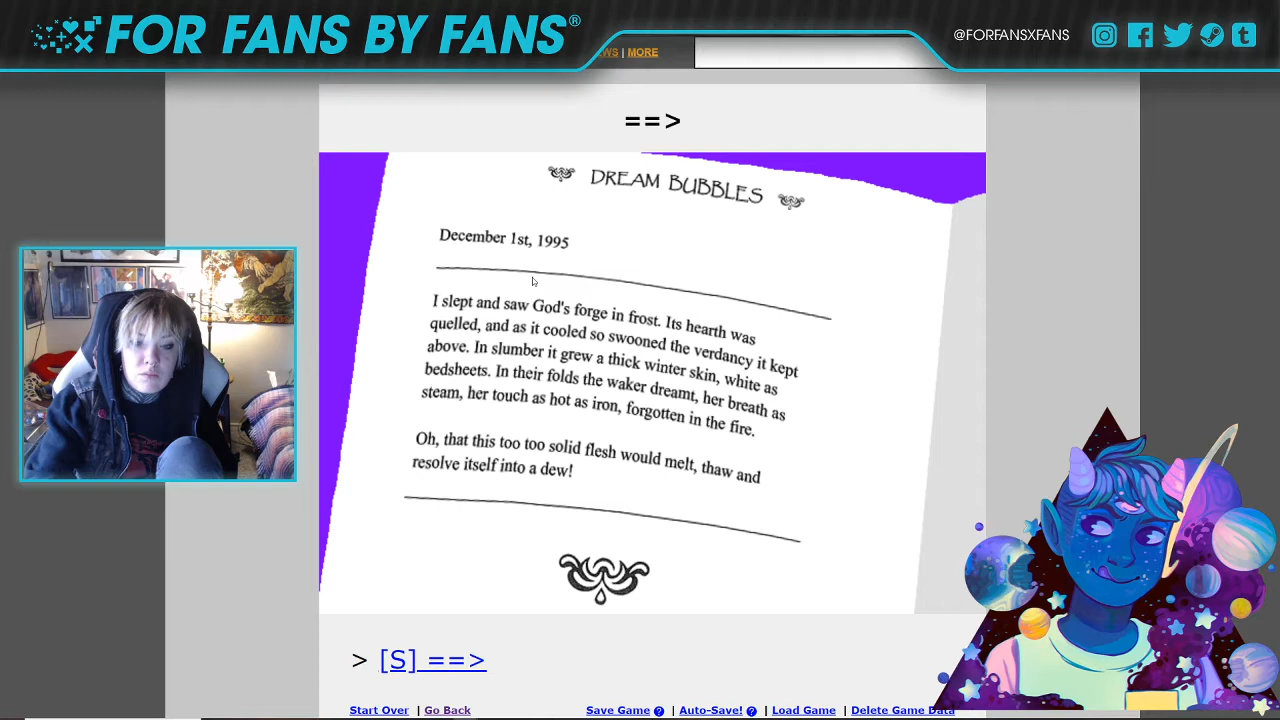 FOR FANS BY FANS®
@FORFANSXFANS
WS | MORE
==>
DREAM BUBBLES
December 1st, 1995
I slept and saw God's forge in frost. Its hearth was
quelled, and as it cooled so swooned the verdancy it kept
above. In slumber it grew a thick winter skin, white as
bedsheets. In their folds the waker dreamt, her breath as
steam, her touch as hot as iron, forgotten in the fire.
Oh, that this too too solid flesh would melt, thaw and
resolve itself into a dew!
> [S] ==>
Start Over | Go Back
Save Game ? | Auto-Save! ? | Load Game | Delete Game Data